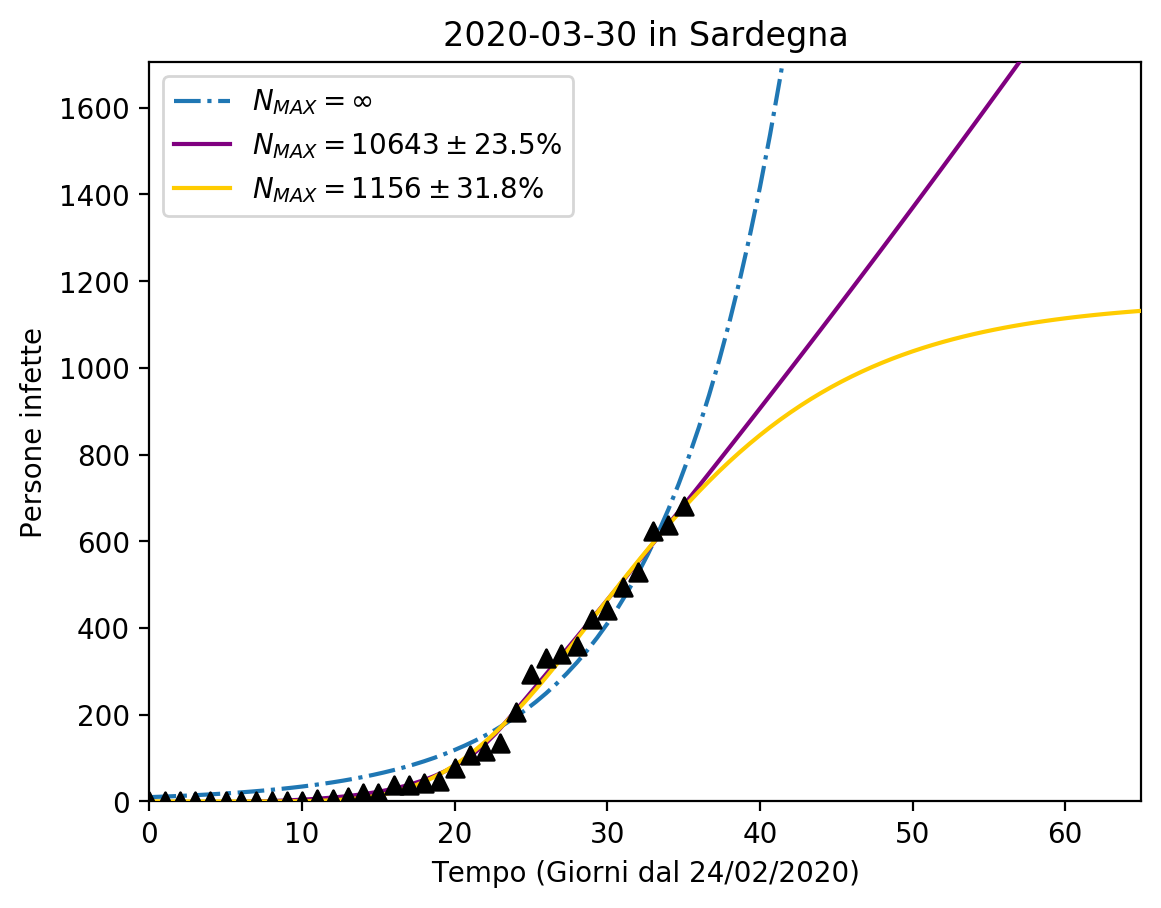 2020-03-30 in Sardegna
N_MAX = ∞
N_MAX = 10643 ± 23.5%
N_MAX = 1156 ± 31.8%
Persone infette
1600
1400
1200
1000
800
600
400
200
0
0 10 20 30 40 50 60
Tempo (Giorni dal 24/02/2020)